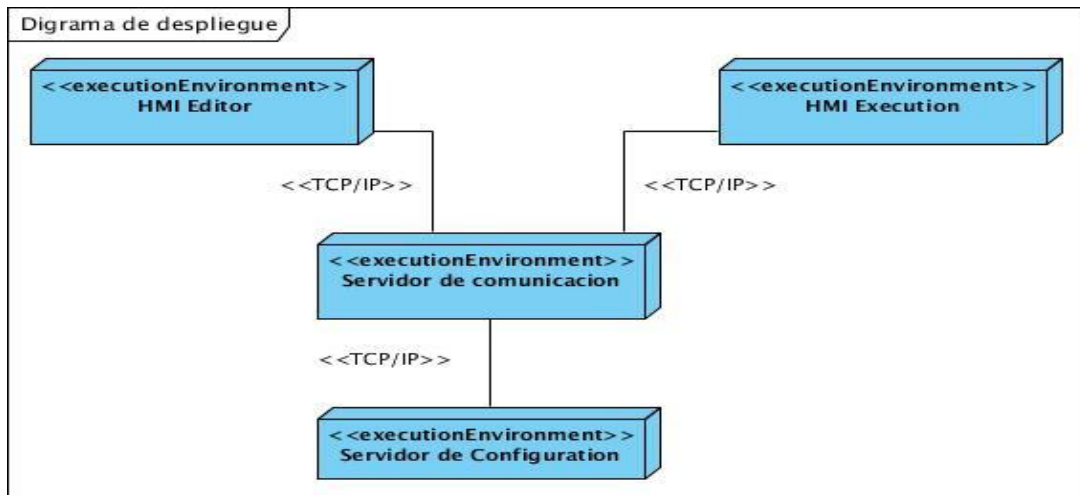 Digrama de despliegue
<<executionEnvironment>>
HMI Editor
<<executionEnvironment>>
HMI Execution
<<TCP/IP>>
<<TCP/IP>>
<<executionEnvironment>>
Servidor de comunicacion
<<TCP/IP>>
<<executionEnvironment>>
Servidor de Configuration